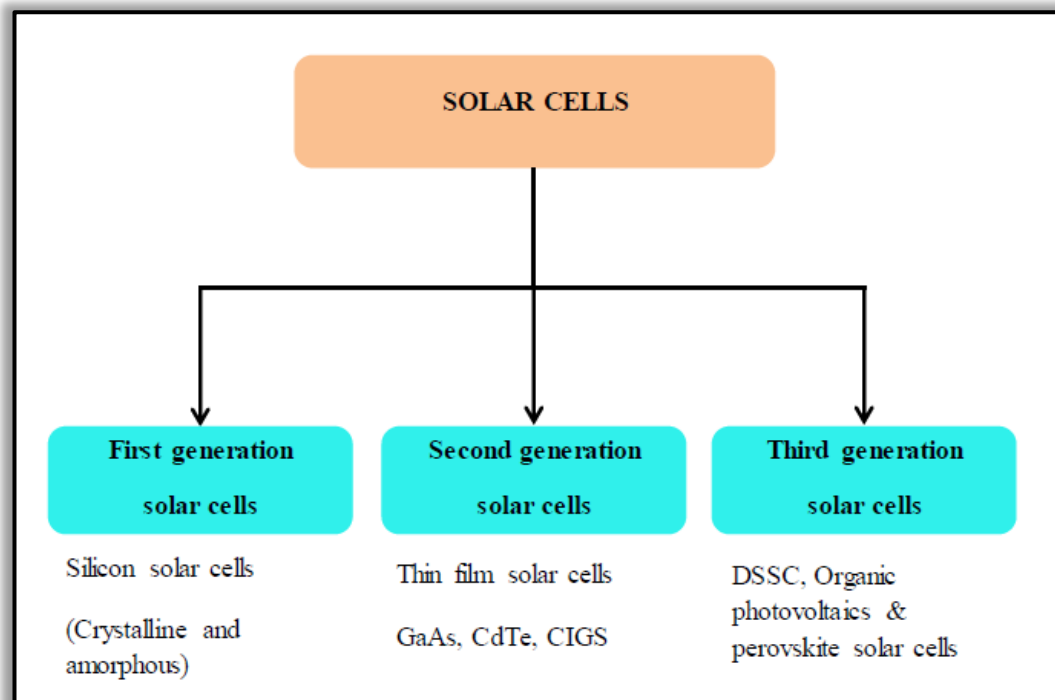 SOLAR CELLS
First generation
solar cells
Second generation
solar cells
Third generation
solar cells
Silicon solar cells
(Crystalline and
amorphous)
Thin film solar cells
GaAs, CdTe, CIGS
DSSC, Organic
photovoltaics &
perovskite solar cells